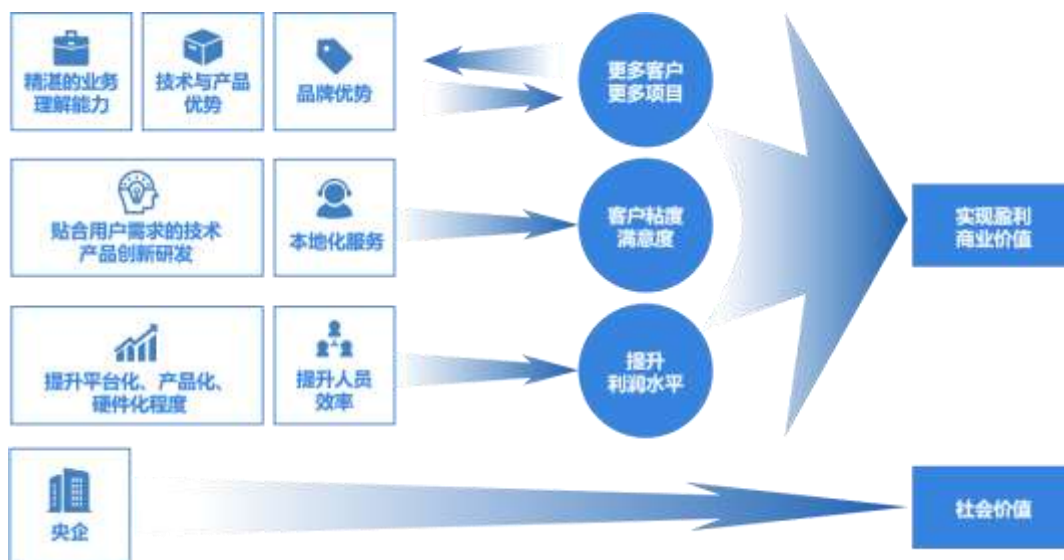 精湛的业务
理解能力
技术与产品
优势
品牌优势
更多客户
更多项目
贴合用户需求的技术
产品创新研发
本地化服务
客户粘度
满意度
实现盈利
商业价值
提升平台化、产品化、
硬件化程度
提升人员
效率
提升
利润水平
央企
社会价值